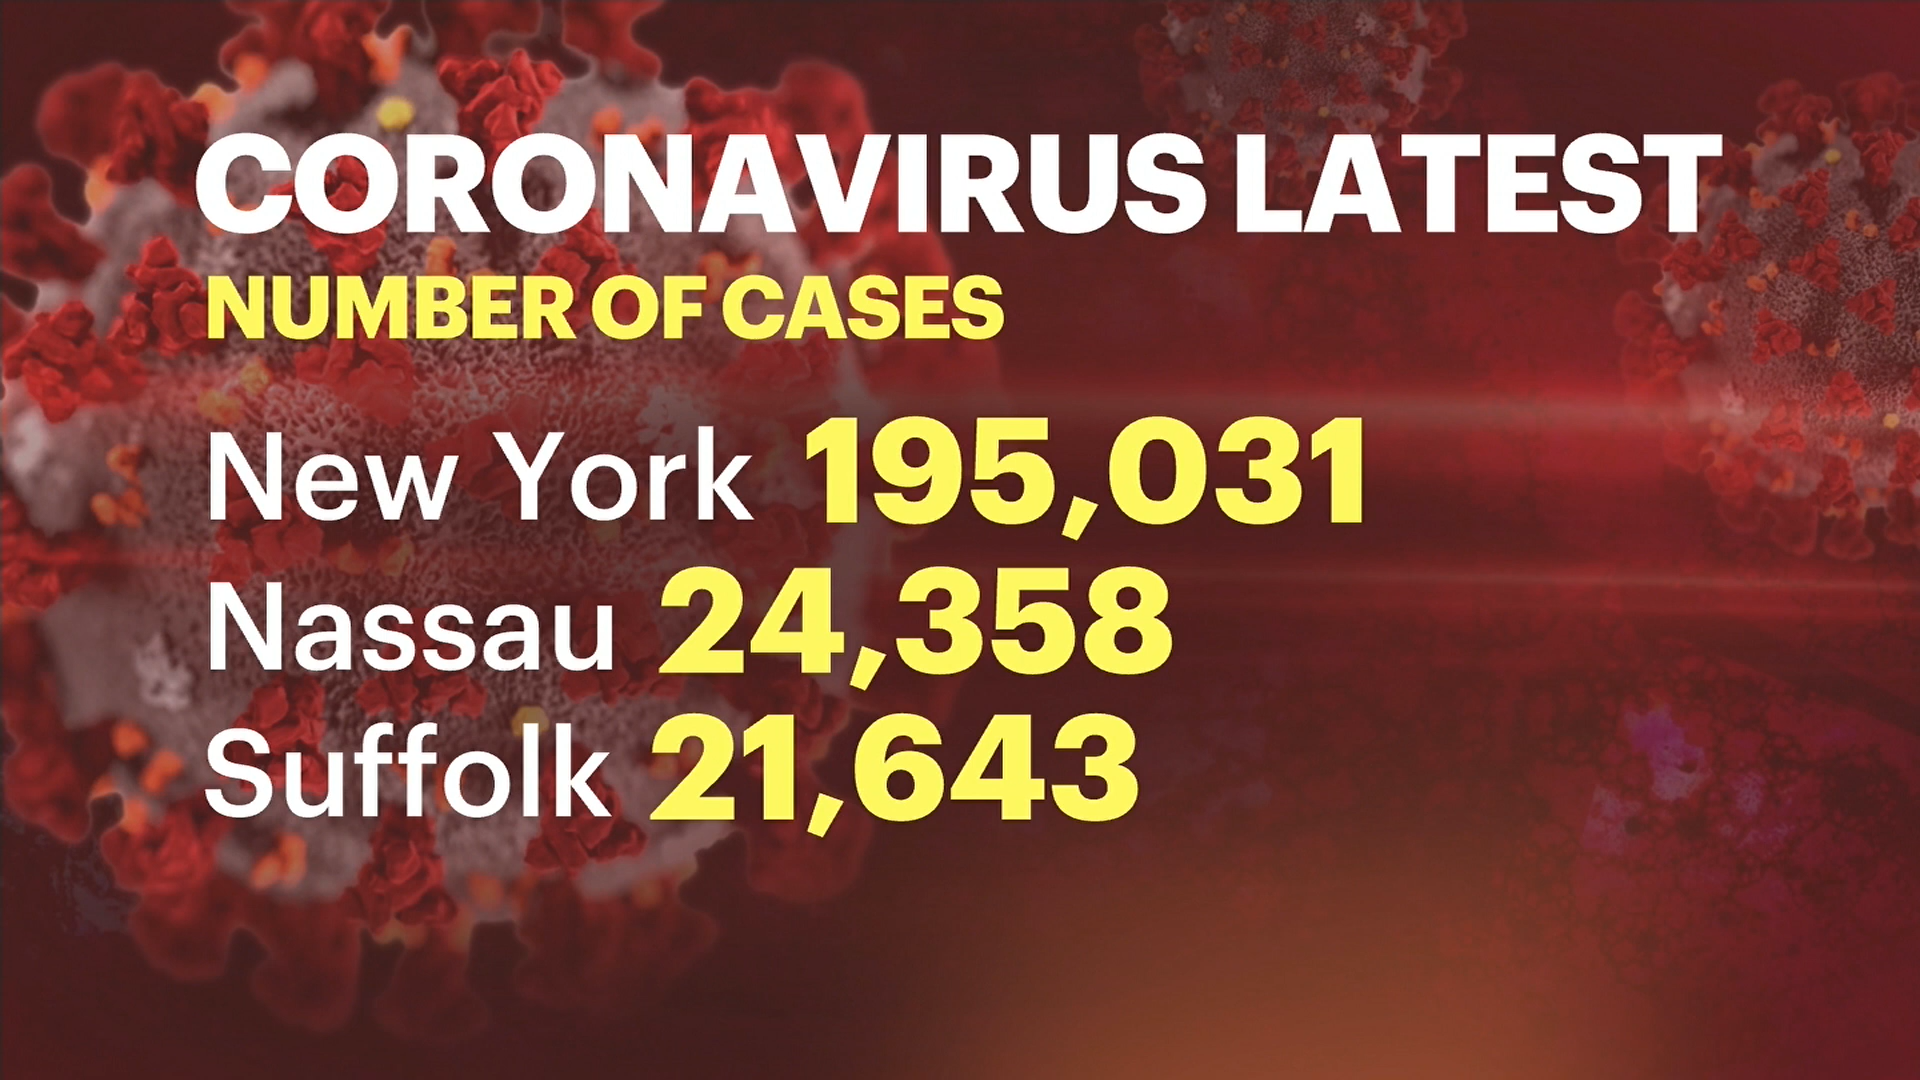 CORONAVIRUS LATEST
NUMBER OF CASES
New York 195,031
Nassau 24,358
Suffolk 21,643